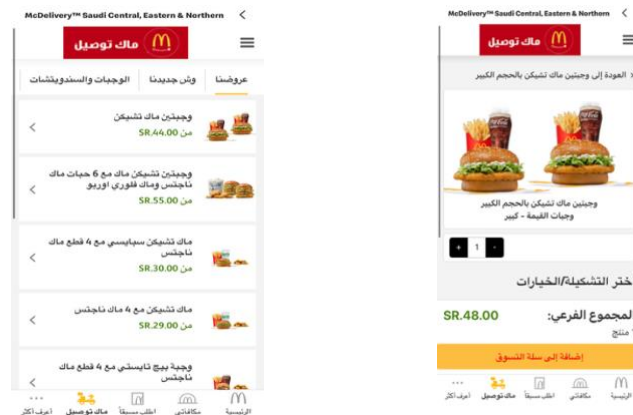 McDelivery™ Saudi Central, Eastern & Northern
ماك توصيل
عروضنا
وش جديدنا
الوجبات والسندويتشات
وجبتين ماك تشيكن
من SR.44.00
وجبتين تشيكن ماك مع 6 حبات ماك
ناجتس وماك فلوري اوريو
من SR.55.00
ماك تشيكن سبايسي مع 4 قطع ماك
ناجتس
من SR.30.00
ماك تشيكن مع 4 ماك ناجتس
من SR.29.00
وجبة بيج تايستي مع 4 قطع ماك
ناجتس
الرئيسية
مكافآتي
اطلب مسبقاً
ماك توصيل
اعرف أكثر
McDelivery™ Saudi Central, Eastern & Northern
ماك توصيل
العودة إلى وجبتين ماك تشيكن بالحجم الكبير
وجبتين ماك تشيكن بالحجم الكبير
وجبات القيمة - كبير
+ 1 -
ختر التشكيلة/الخيارات
لمجموع الفرعي: SR.48.00
منتج
إضافة إلى سلة التسوق
الرئيسية
مكافآتي
اطلب مسبقاً
ماك توصيل
اعرف أكثر